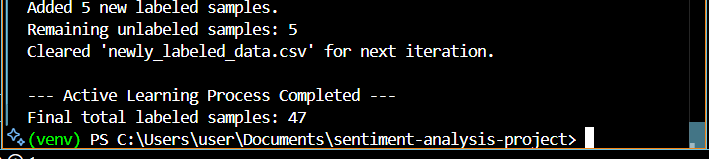 Added 5 new labeled samples.
Remaining unlabeled samples: 5
Cleared 'newly_labeled_data.csv' for next iteration.
--- Active Learning Process Completed ---
Final total labeled samples: 47
(venv) PS C:\Users\user\Documents\sentiment-analysis-project>